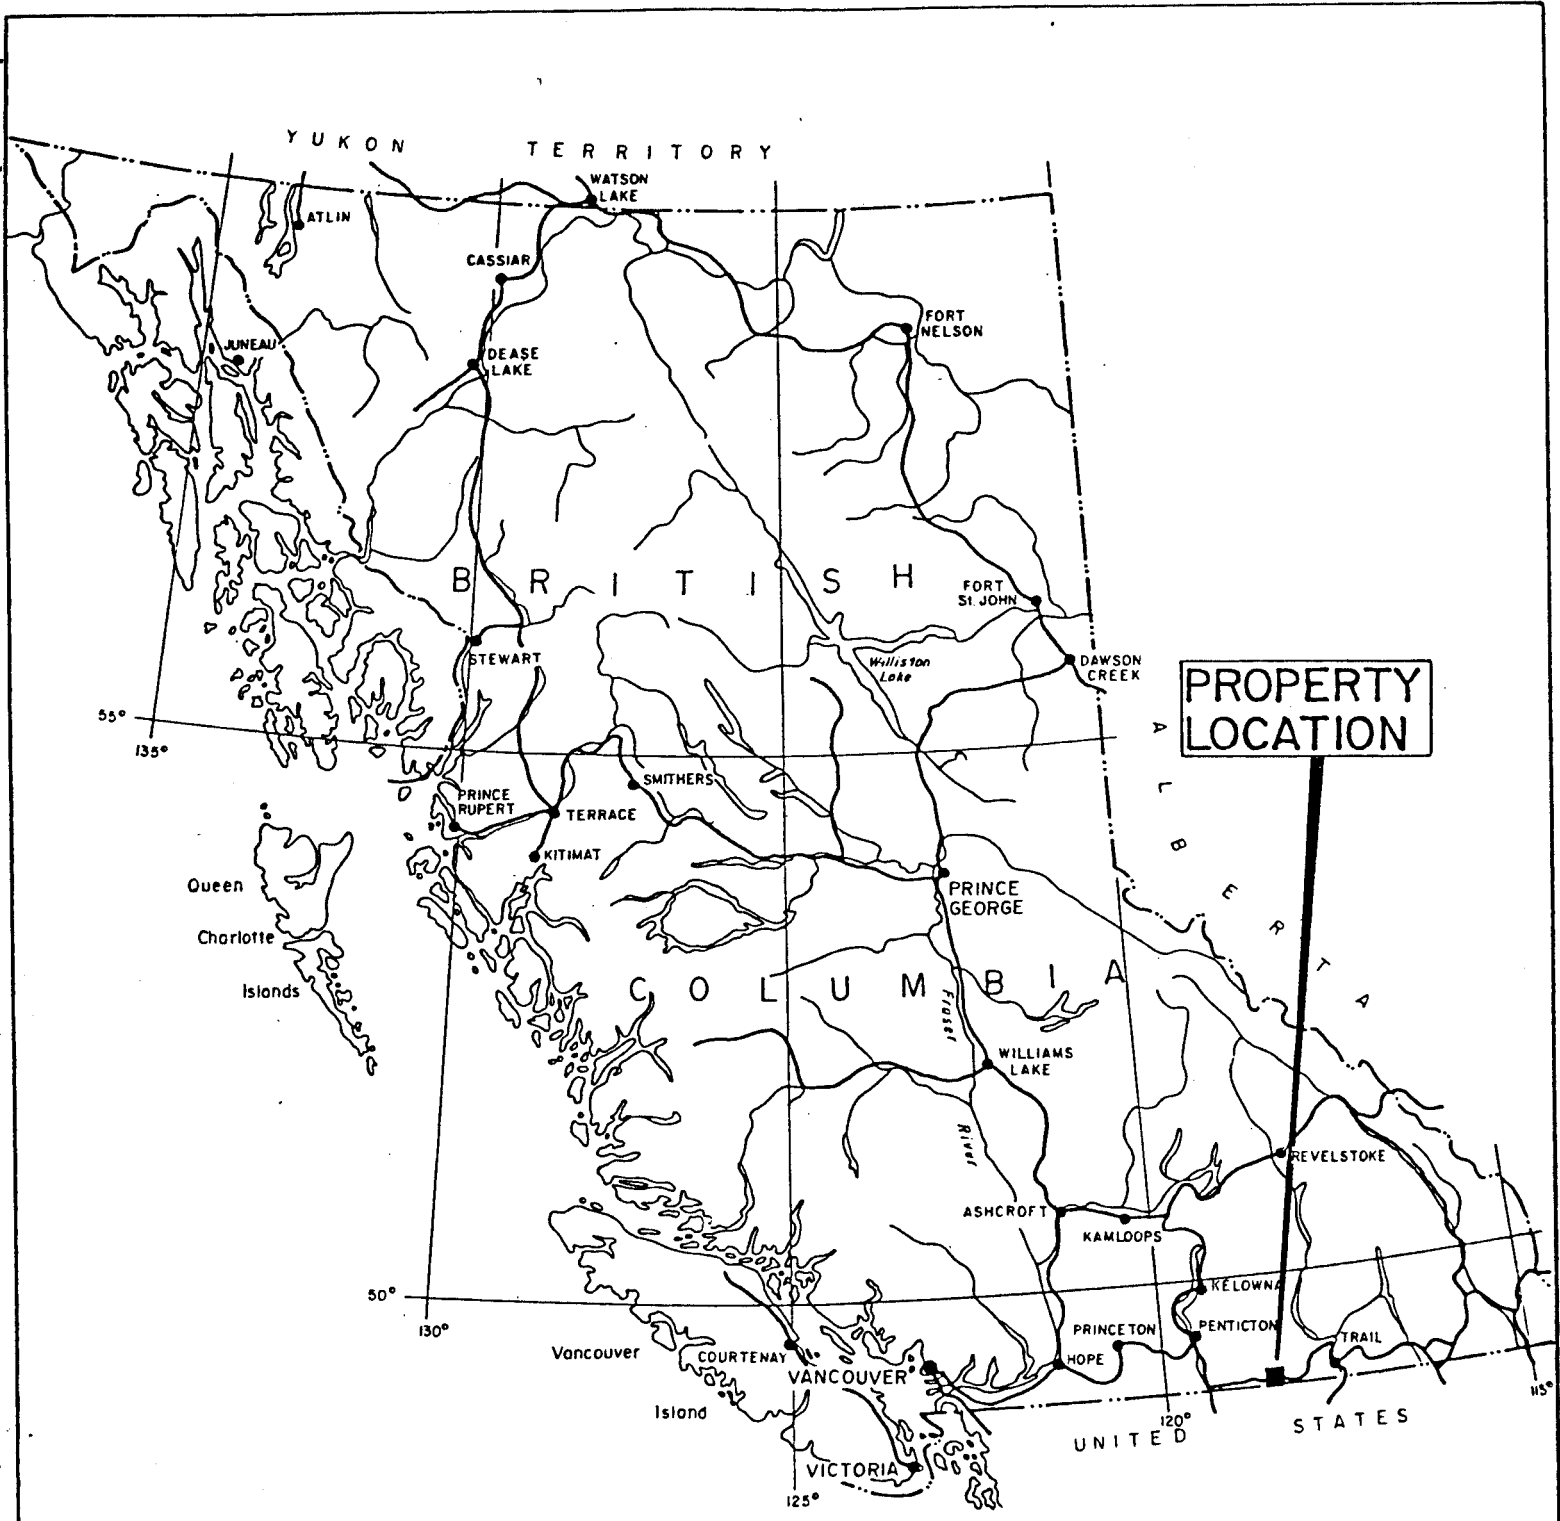 YUKON TERRITORY
WATSON
LAKE
ATLIN
CASSIAR
FORT
NELSON
JUNEAU
DEASE
LAKE
BRITISH
FORT
St. JOHN
STEWART
Williston
Lake
DAWSON
CREEK
PROPERTY
LOCATION
55°
135°
ALBERTA
SMITHERS
PRINCE
RUPERT
TERRACE
KITIMAT
PRINCE
GEORGE
Queen
Charlotte
Islands
COLUMBIA
Fraser
River
WILLIAMS
LAKE
REVELSTOKE
ASHCROFT
KAMLOOPS
KELOWNA
50°
130°
PRINCETON
PENTICTON
TRAIL
Vancouver
Island
COURTENAY
VANCOUVER
HOPE
115°
120°
UNITED STATES
VICTORIA
125°